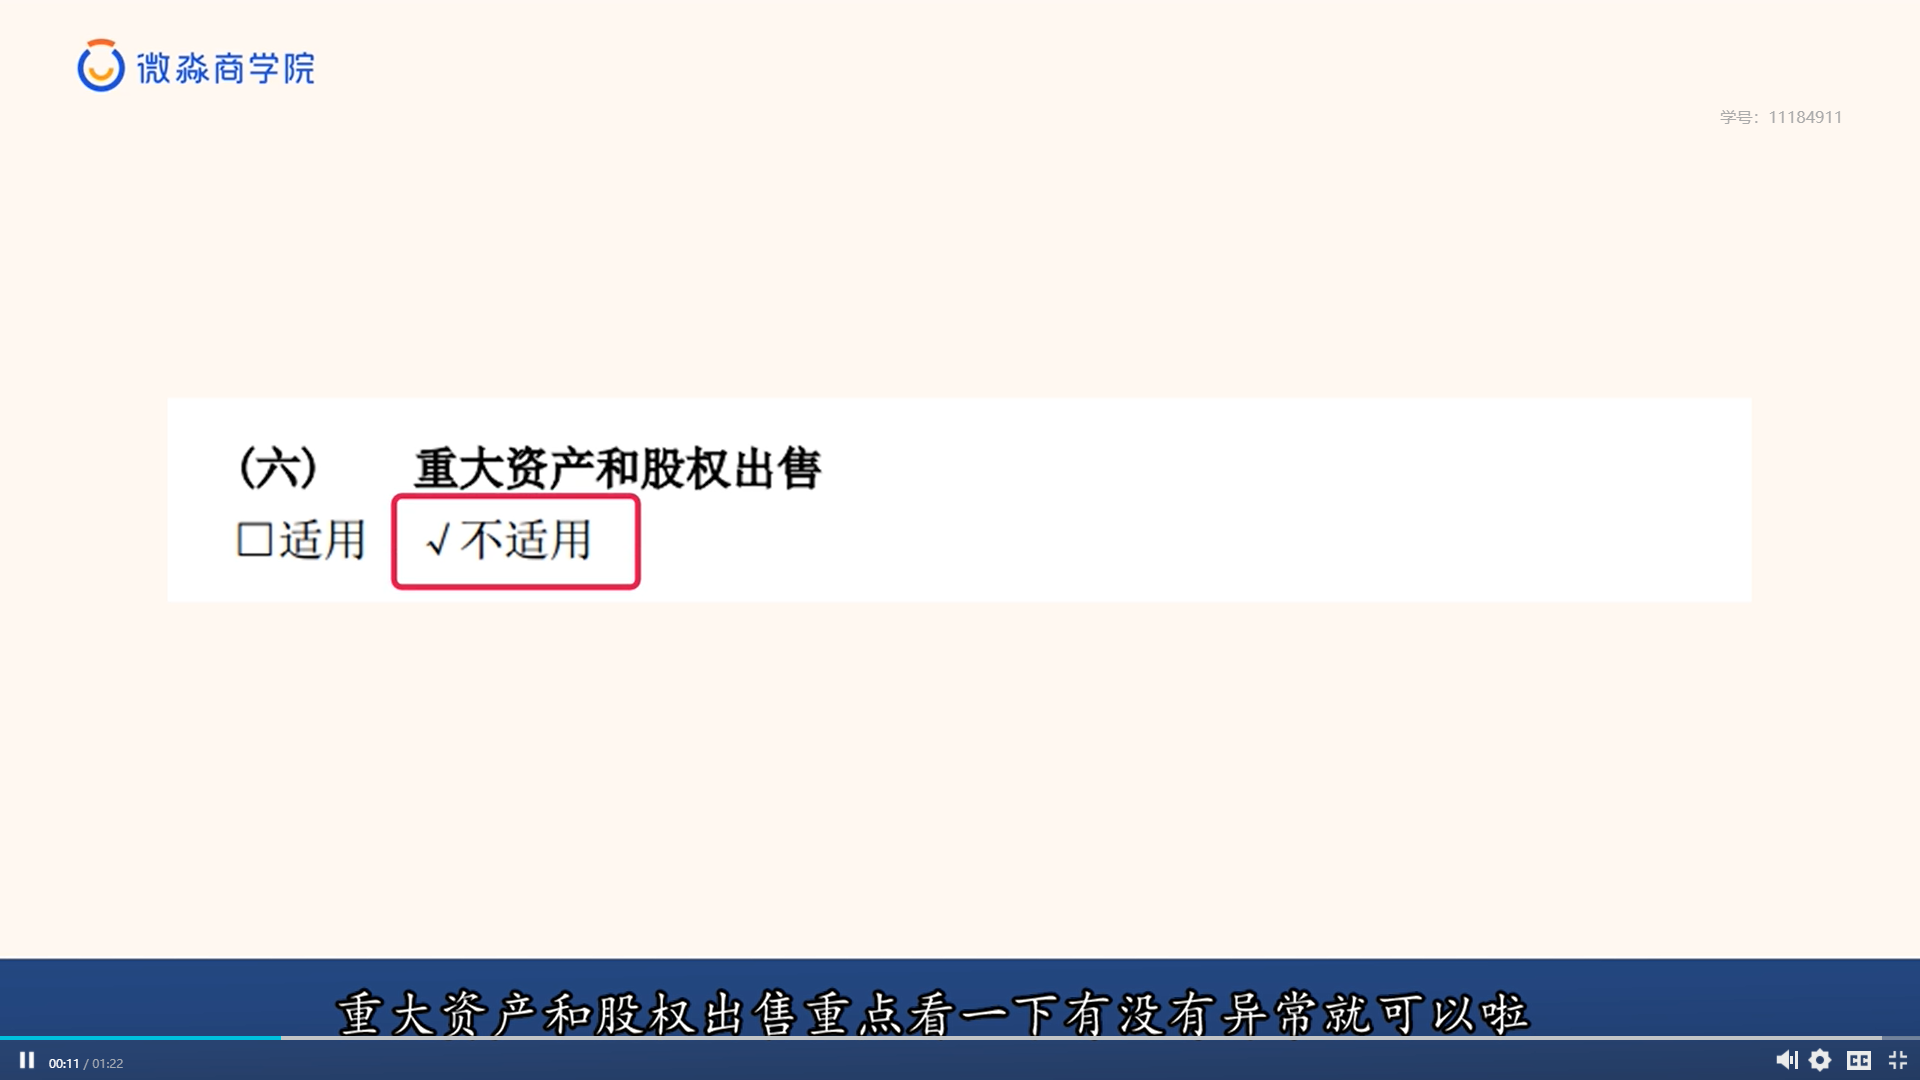 微淼商学院
学号：11184911
(六) 重大资产和股权出售
□适用 √不适用
重大资产和股权出售重点看一下有没有异常就可以啦
00:11 / 01:22
CC